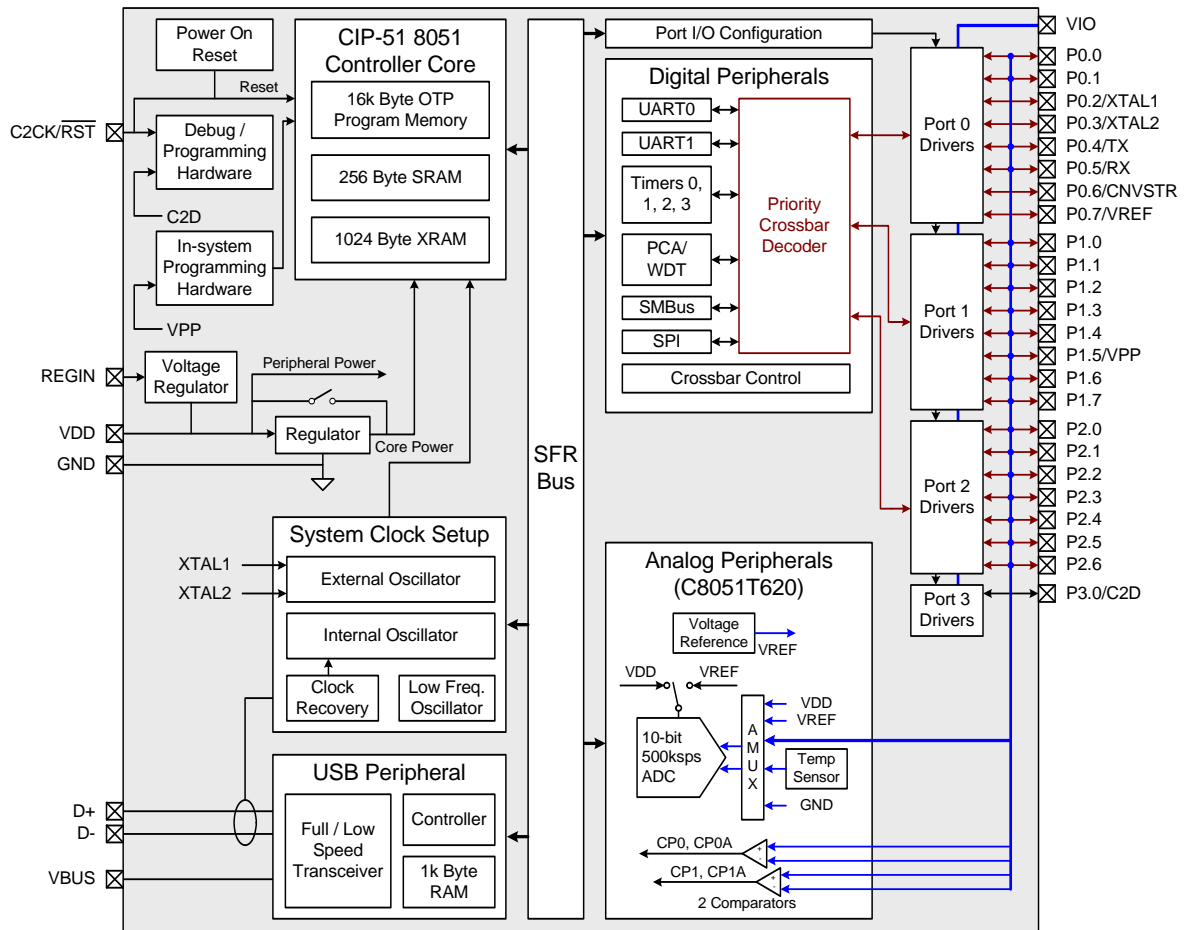 Power On
Reset
Reset
C2CK/RST
Debug /
Programming
Hardware
C2D
In-system
Programming
Hardware
VPP
CIP-51 8051
Controller Core
16k Byte OTP
Program Memory
256 Byte SRAM
1024 Byte XRAM
REGIN
Voltage
Regulator
Peripheral Power
VDD
Regulator
Core Power
GND
System Clock Setup
XTAL1
XTAL2
External Oscillator
Internal Oscillator
Clock
Recovery
Low Freq.
Oscillator
USB Peripheral
D+
D-
VBUS
Full / Low
Speed
Transceiver
Controller
1k Byte
RAM
SFR
Bus
Port I/O Configuration
Digital Peripherals
UART0
UART1
Timers 0,
1, 2, 3
PCA/
WDT
SMBus
SPI
Priority
Crossbar
Decoder
Crossbar Control
Analog Peripherals
(C8051T620)
Voltage
Reference
VREF
VDD
VREF
10-bit
500ksps
ADC
A
M
U
X
VDD
VREF
Temp
Sensor
GND
CP0, CP0A
+
-
CP1, CP1A
+
-
2 Comparators
Port 0
Drivers
Port 1
Drivers
Port 2
Drivers
Port 3
Drivers
VIO
P0.0
P0.1
P0.2/XTAL1
P0.3/XTAL2
P0.4/TX
P0.5/RX
P0.6/CNVSTR
P0.7/VREF
P1.0
P1.1
P1.2
P1.3
P1.4
P1.5/VPP
P1.6
P1.7
P2.0
P2.1
P2.2
P2.3
P2.4
P2.5
P2.6
P3.0/C2D